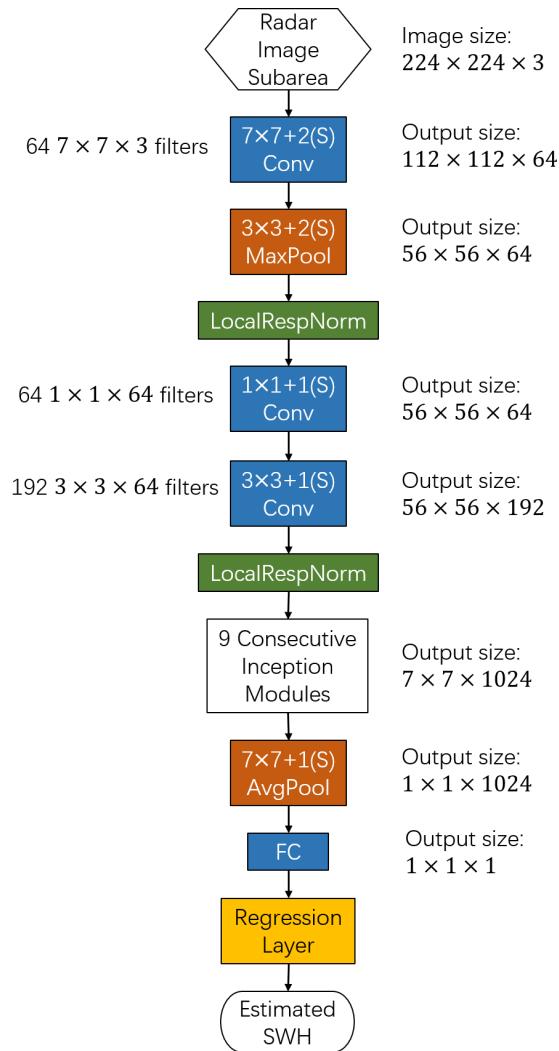 Radar
Image
Subarea
Image size:
224 × 224 × 3
64 7 × 7 × 3 filters
7×7+2(S)
Conv
Output size:
112 × 112 × 64
3×3+2(S)
MaxPool
Output size:
56 × 56 × 64
LocalRespNorm
64 1 × 1 × 64 filters
1×1+1(S)
Conv
Output size:
56 × 56 × 64
192 3 × 3 × 64 filters
3×3+1(S)
Conv
Output size:
56 × 56 × 192
LocalRespNorm
9 Consecutive
Inception
Modules
Output size:
7 × 7 × 1024
7×7+1(S)
AvgPool
Output size:
1 × 1 × 1024
FC
Output size:
1 × 1 × 1
Regression
Layer
Estimated
SWH